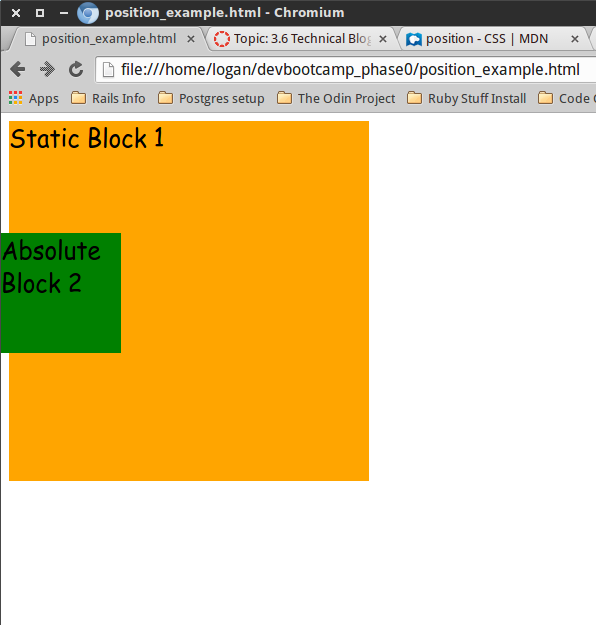 position_example.html - Chromium
position_example.html
Topic: 3.6 Technical Blog
position - CSS | MDN
file:///home/logan/devbootcamp_phase0/position_example.html
Apps Rails Info Postgres setup The Odin Project Ruby Stuff Install Code
Static Block 1
Absolute
Block 2